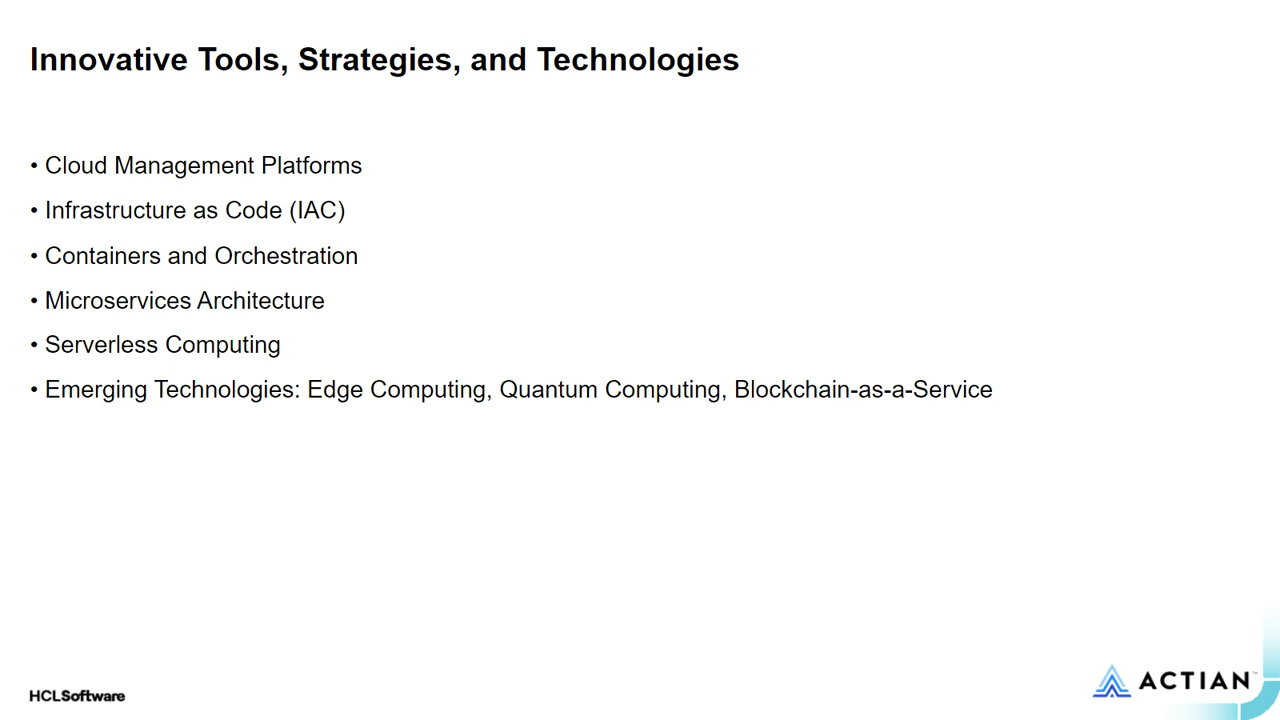 Innovative Tools, Strategies, and Technologies
• Cloud Management Platforms
• Infrastructure as Code (IAC)
• Containers and Orchestration
• Microservices Architecture
• Serverless Computing
• Emerging Technologies: Edge Computing, Quantum Computing, Blockchain-as-a-Service
HCLSoftware
ACTIAN™